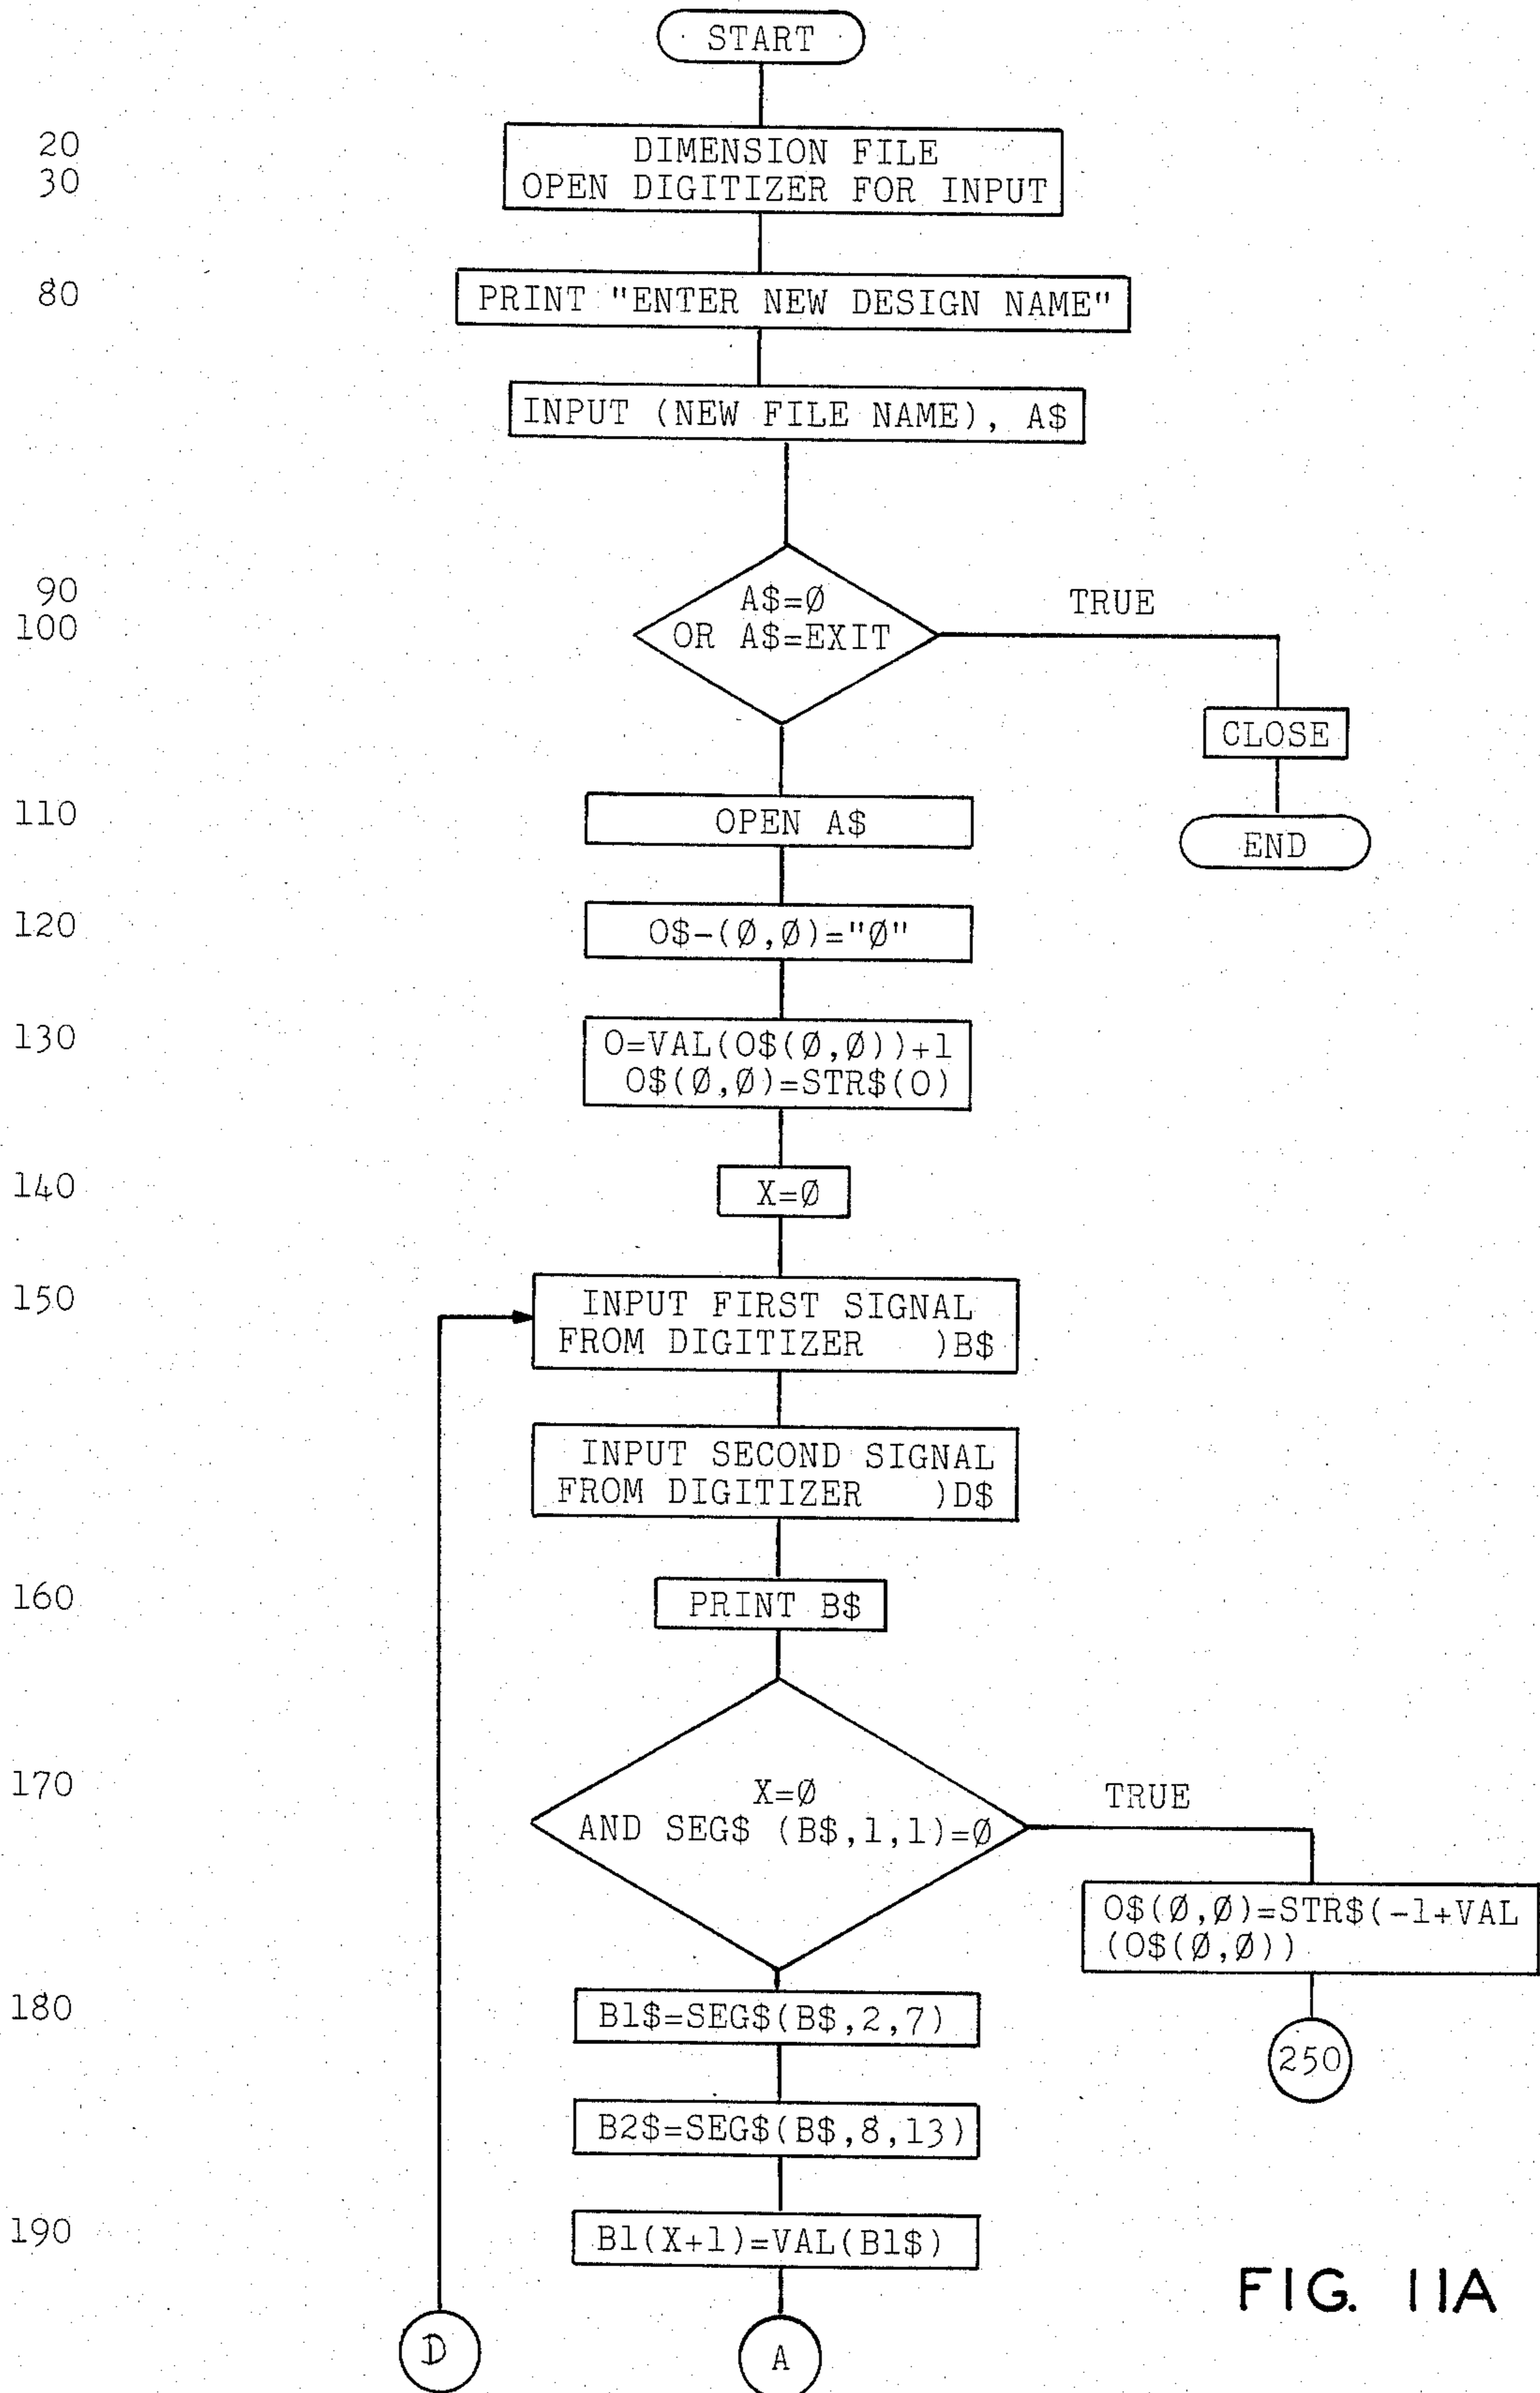 START
20
30
DIMENSION FILE
OPEN DIGITIZER FOR INPUT
80
PRINT "ENTER NEW DESIGN NAME"
INPUT (NEW FILE NAME), A$
90
100
A$=Ø
OR A$=EXIT
TRUE
CLOSE
END
110
OPEN A$
120
O$-(Ø,Ø)="Ø"
130
O=VAL(O$(Ø,Ø))+1
O$(Ø,Ø)=STR$(O)
140
X=Ø
150
INPUT FIRST SIGNAL
FROM DIGITIZER )B$
INPUT SECOND SIGNAL
FROM DIGITIZER )D$
160
PRINT B$
170
X=Ø
AND SEG$ (B$,1,1)=Ø
TRUE
O$(Ø,Ø)=STR$(-1+VAL
(O$(Ø,Ø))
250
180
B1$=SEG$(B$,2,7)
B2$=SEG$(B$,8,13)
190
B1(X+1)=VAL(B1$)
D
A
FIG. 11A